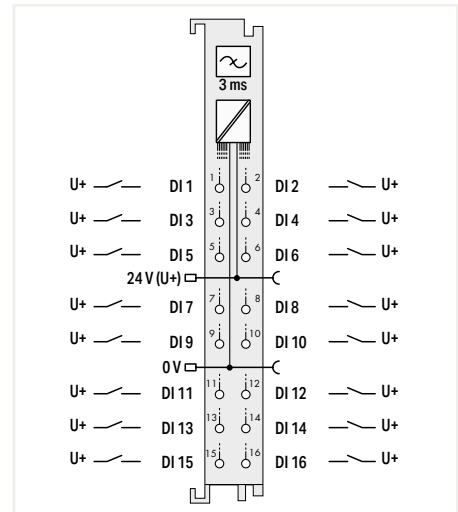 3 ms
U+ DI 1 1 2 DI 2 U+
U+ DI 3 3 4 DI 4 U+
U+ DI 5 5 6 DI 6 U+
24 V (U+)
U+ DI 7 7 8 DI 8 U+
U+ DI 9 9 10 DI 10 U+
0 V
U+ DI 11 11 12 DI 12 U+
U+ DI 13 13 14 DI 14 U+
U+ DI 15 15 16 DI 16 U+